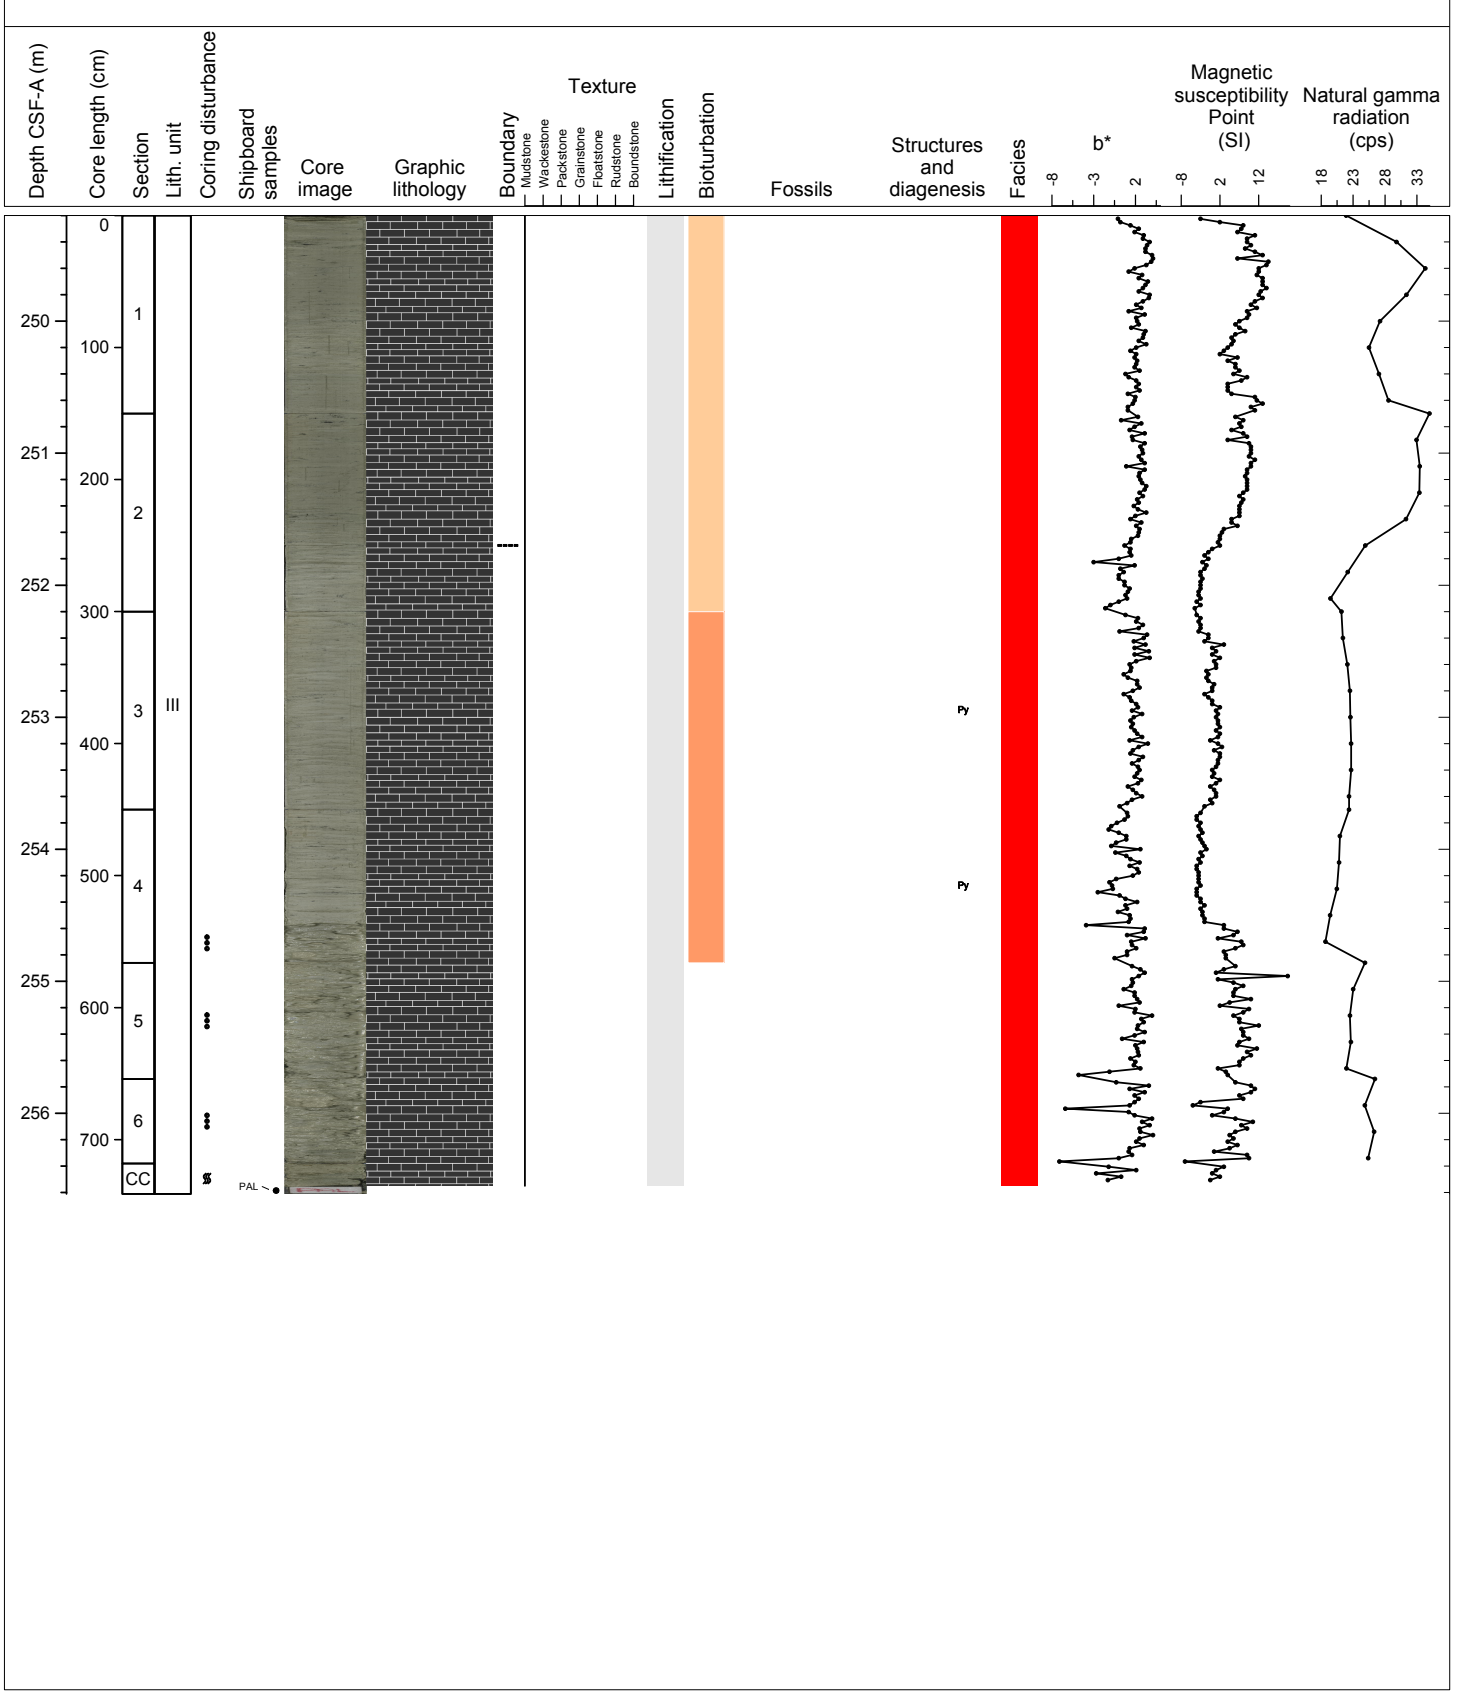 Depth CSF-A (m)
Core length (cm)
Section
Lith. unit
Coring disturbance
Shipboard
samples
Core
image
Graphic
lithology
Boundary
Texture
Mudstone
Wackestone
Packstone
Grainstone
Floatstone
Rudstone
Boundstone
Lithification
Bioturbation
Fossils
Structures
and
diagenesis
Facies
b*
-8 -3 2
Magnetic
susceptibility
Point
(SI)
-8 2 12
Natural gamma
radiation
(cps)
18 23 28 33
0
1
250
100
251
200
2
252
300
III
3
253
Py
400
254
500
4
Py
255
600
5
256
6
700
CC
PAL